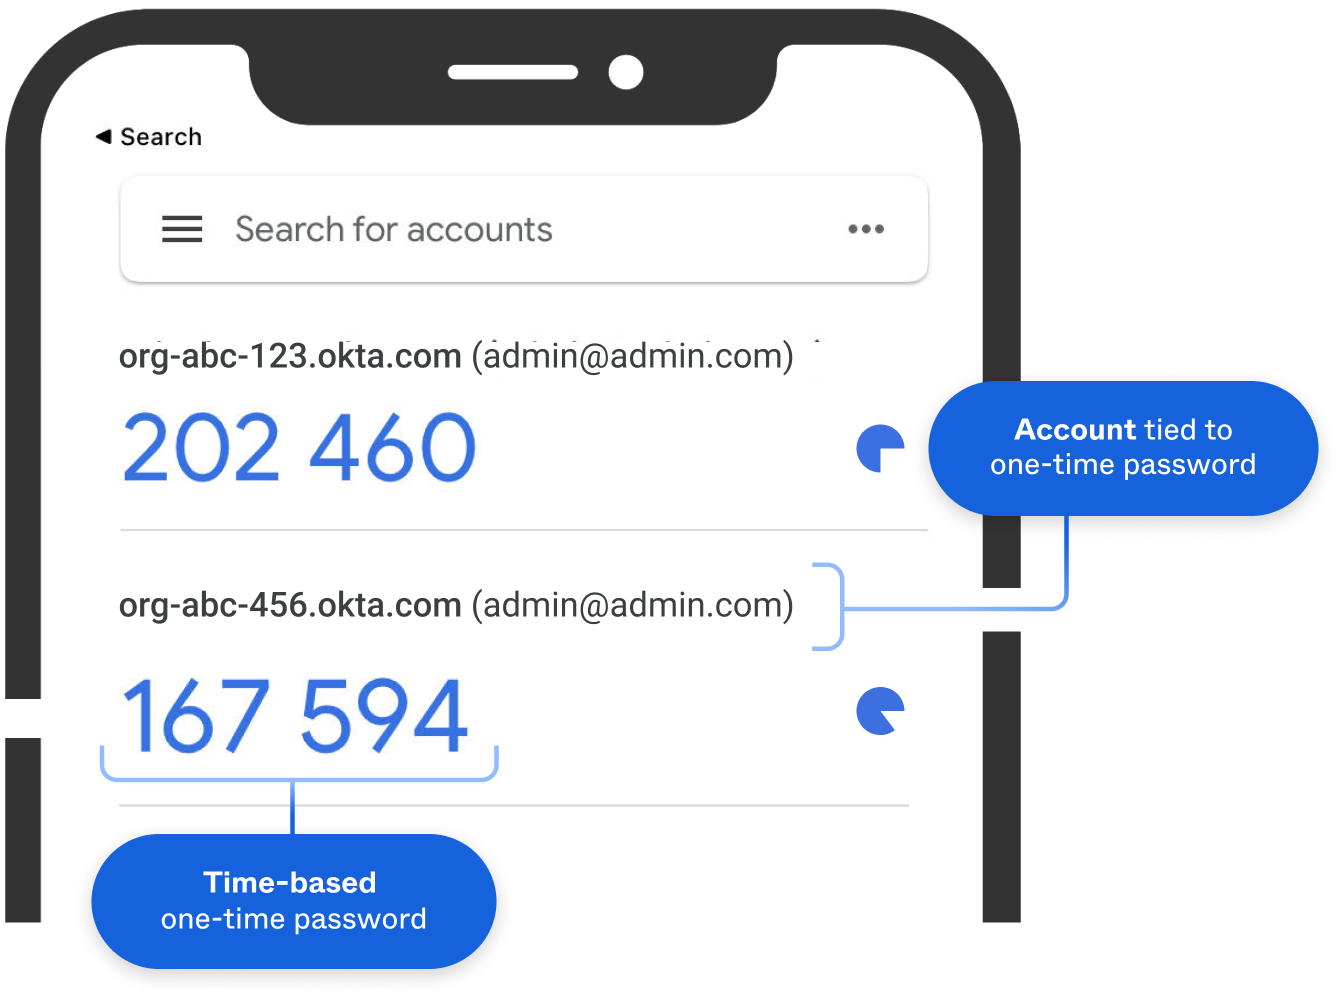 ◀ Search
Search for accounts
org-abc-123.okta.com (admin@admin.com)
202 460
Account tied to
one-time password
org-abc-456.okta.com (admin@admin.com)
167 594
Time-based
one-time password